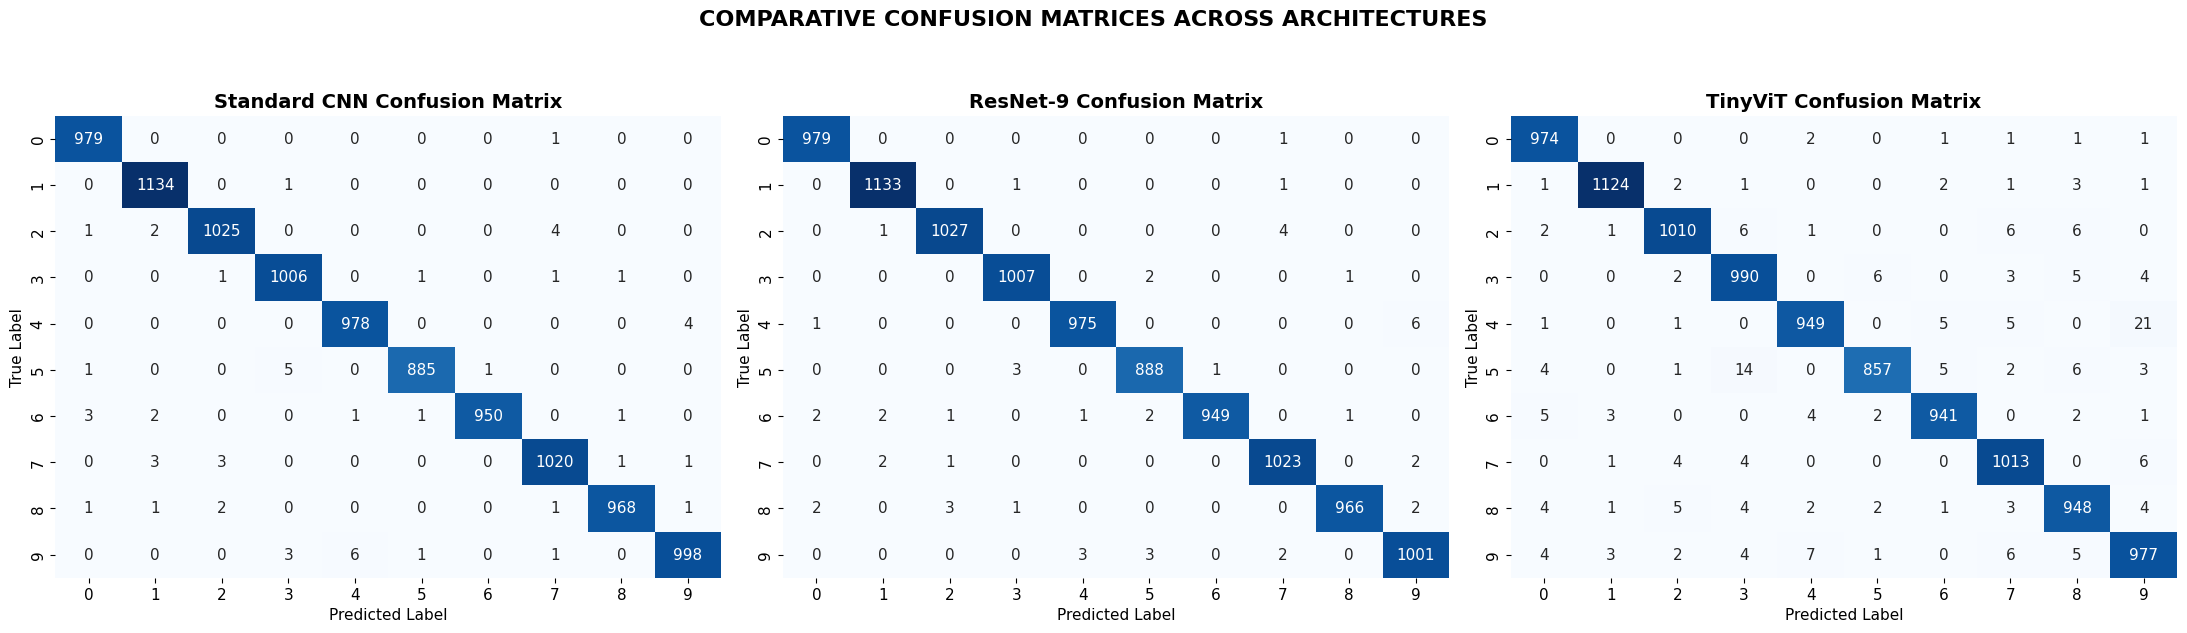 COMPARATIVE CONFUSION MATRICES ACROSS ARCHITECTURES
Standard CNN Confusion Matrix
True Label
0 979 0 0 0 0 0 0 1 0 0
1 0 1134 0 1 0 0 0 0 0 0
2 1 2 1025 0 0 0 0 4 0 0
3 0 0 1 1006 0 1 0 1 1 0
4 0 0 0 0 978 0 0 0 0 4
5 1 0 0 5 0 885 1 0 0 0
6 3 2 0 0 1 1 950 0 1 0
7 0 3 3 0 0 0 0 1020 1 1
8 1 1 2 0 0 0 0 1 968 1
9 0 0 0 3 6 1 0 1 0 998
0 1 2 3 4 5 6 7 8 9
Predicted Label
ResNet-9 Confusion Matrix
True Label
0 979 0 0 0 0 0 0 1 0 0
1 0 1133 0 1 0 0 0 1 0 0
2 0 1 1027 0 0 0 0 4 0 0
3 0 0 0 1007 0 2 0 0 1 0
4 1 0 0 0 975 0 0 0 0 6
5 0 0 0 3 0 888 1 0 0 0
6 2 2 1 0 1 2 949 0 1 0
7 0 2 1 0 0 0 0 1023 0 2
8 2 0 3 1 0 0 0 0 966 2
9 0 0 0 0 3 3 0 2 0 1001
0 1 2 3 4 5 6 7 8 9
Predicted Label
TinyViT Confusion Matrix
True Label
0 974 0 0 0 2 0 1 1 1 1
1 1 1124 2 1 0 0 2 1 3 1
2 2 1 1010 6 1 0 0 6 6 0
3 0 0 2 990 0 6 0 3 5 4
4 1 0 1 0 949 0 5 5 0 21
5 4 0 1 14 0 857 5 2 6 3
6 5 3 0 0 4 2 941 0 2 1
7 0 1 4 4 0 0 0 1013 0 6
8 4 1 5 4 2 2 1 3 948 4
9 4 3 2 4 7 1 0 6 5 977
0 1 2 3 4 5 6 7 8 9
Predicted Label